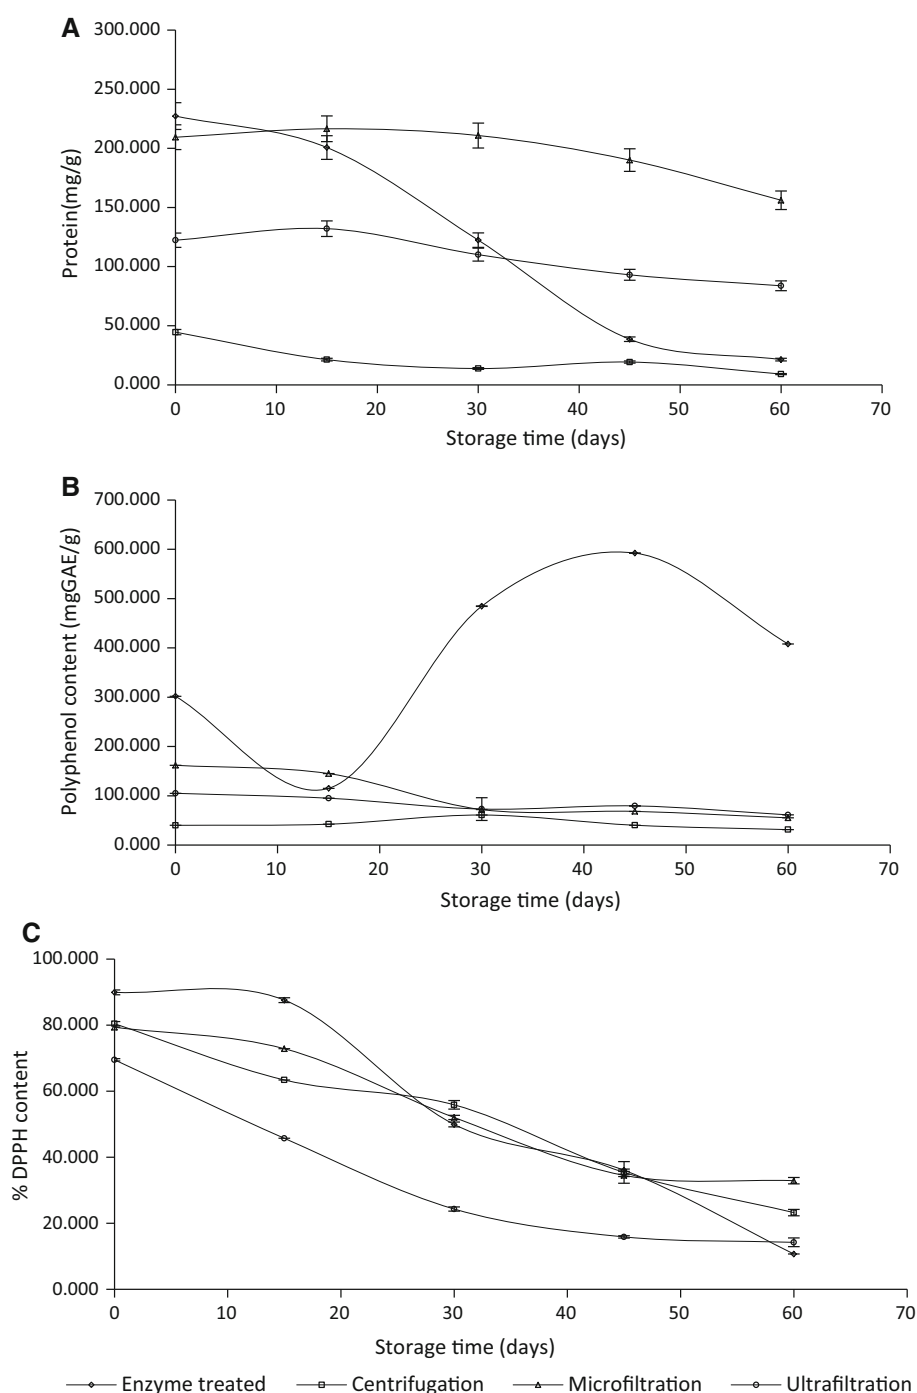 A
300.000
250.000
200.000
150.000
100.000
50.000
0.000
Protein(mg/g)
0 10 20 30 40 50 60 70
Storage time (days)
B
700.000
600.000
500.000
400.000
300.000
200.000
100.000
0.000
Polyphenol content (mgGAE/g)
0 10 20 30 40 50 60 70
Storage time (days)
C
100.000
80.000
60.000
40.000
20.000
0.000
% DPPH content
0 10 20 30 40 50 60 70
Storage time (days)
Enzyme treated Centrifugation Microfiltration Ultrafiltration